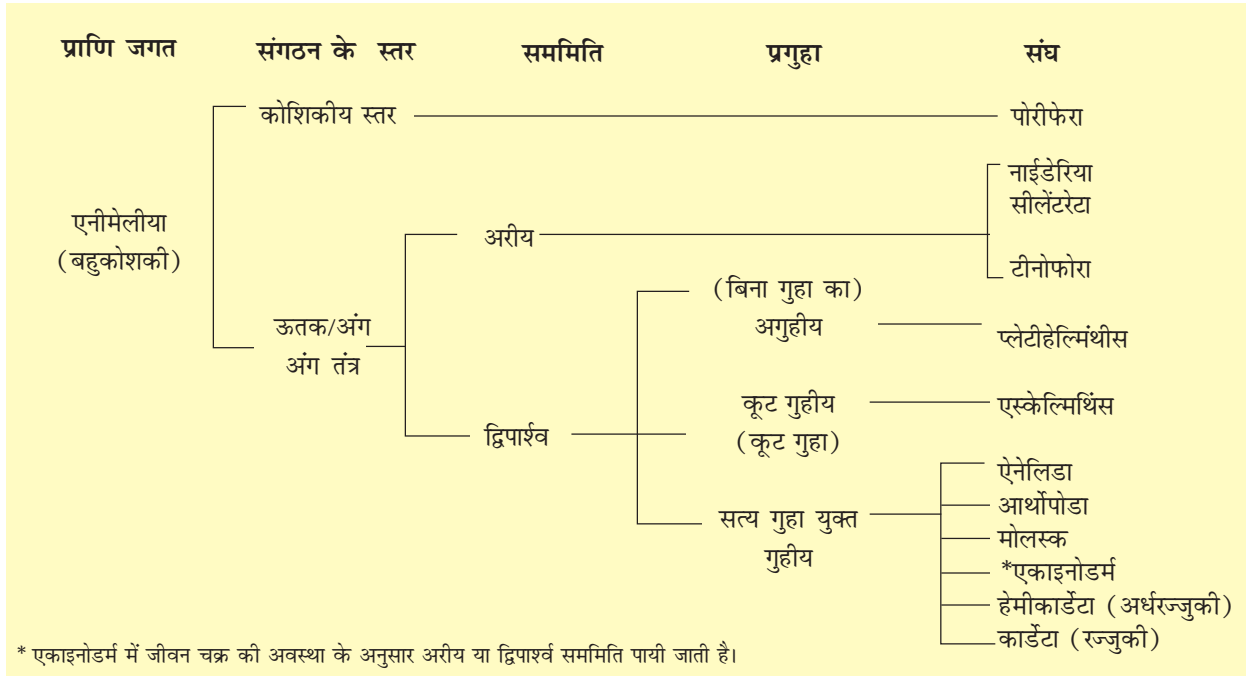 प्राणि जगत संगठन के स्तर सममिति प्रगुहा संघ
कोशिकीय स्तर पोरीफेरा
नाईडेरिया
सीलेंटरेटा
एनीमेलीया
(बहुकोशकी)
अरीय
टीनोफोरा
(बिना गुहा का)
अगुहीय प्लेटीहेल्मिंथीस
ऊतक/अंग
अंग तंत्र
कूट गुहीय एस्केल्मिथिंस
(कूट गुहा)
द्विपार्श्व
ऐनेलिडा
आर्थोपोडा
सत्य गुहा युक्त
गुहीय
मोलस्क
*एकाइनोडर्म
हेमीकार्डेटा (अर्धरज्जुकी)
कार्डेटा (रज्जुकी)
* एकाइनोडर्म में जीवन चक्र की अवस्था के अनुसार अरीय या द्विपार्श्व सममिति पायी जाती है।